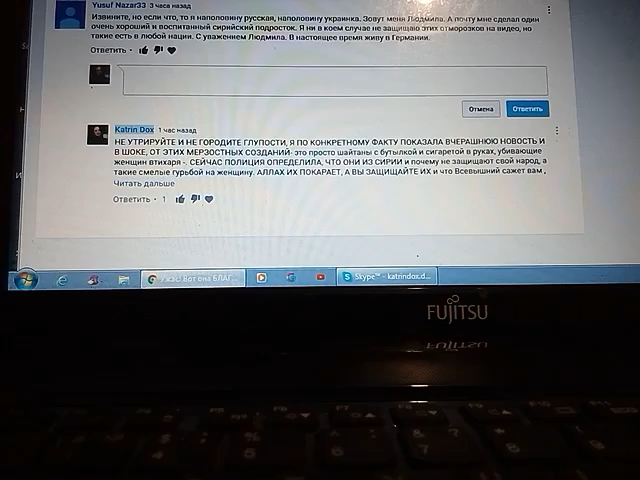 Yusuf Nazar33 3 часа назад
Извините, но если что, то я наполовину русская, наполовину украинка. Зовут меня Людмила. А почту мне сделал один
очень хороший и воспитанный сирийский подросток. Я ни в коем случае не защищаю этих отморозков на видео, но
такие есть в любой нации. С уважением Людмила. В настоящее время живу в Германии.
Ответить
Отмена Ответить
Katrin Dox 1 час назад
НЕ УТРИРУЙТЕ И НЕ ГОРОДИТЕ ГЛУПОСТИ, Я ПО КОНКРЕТНОМУ ФАКТУ ПОКАЗАЛА ВЧЕРАШНЮЮ НОВОСТЬ И
В ШОКЕ, ОТ ЭТИХ МЕРЗОСТНЫХ СОЗДАНИЙ- это просто шайтаны с бутылкой и сигаретой в руках, убивающие
женщин втихаря -. СЕЙЧАС ПОЛИЦИЯ ОПРЕДЕЛИЛА, ЧТО ОНИ ИЗ СИРИИ и почему не защищают свой народ, а
такие смелые гурьбой на женщину. АЛЛАХ ИХ ПОКАРАЕТ, А ВЫ ЗАЩИЩАЙТЕ ИХ и что Всевышний сажет вам ,
Читать дальше
Ответить 1
Ужас! Вот она БЛАГ... Skype™ - katrindox.d...
FUJITSU